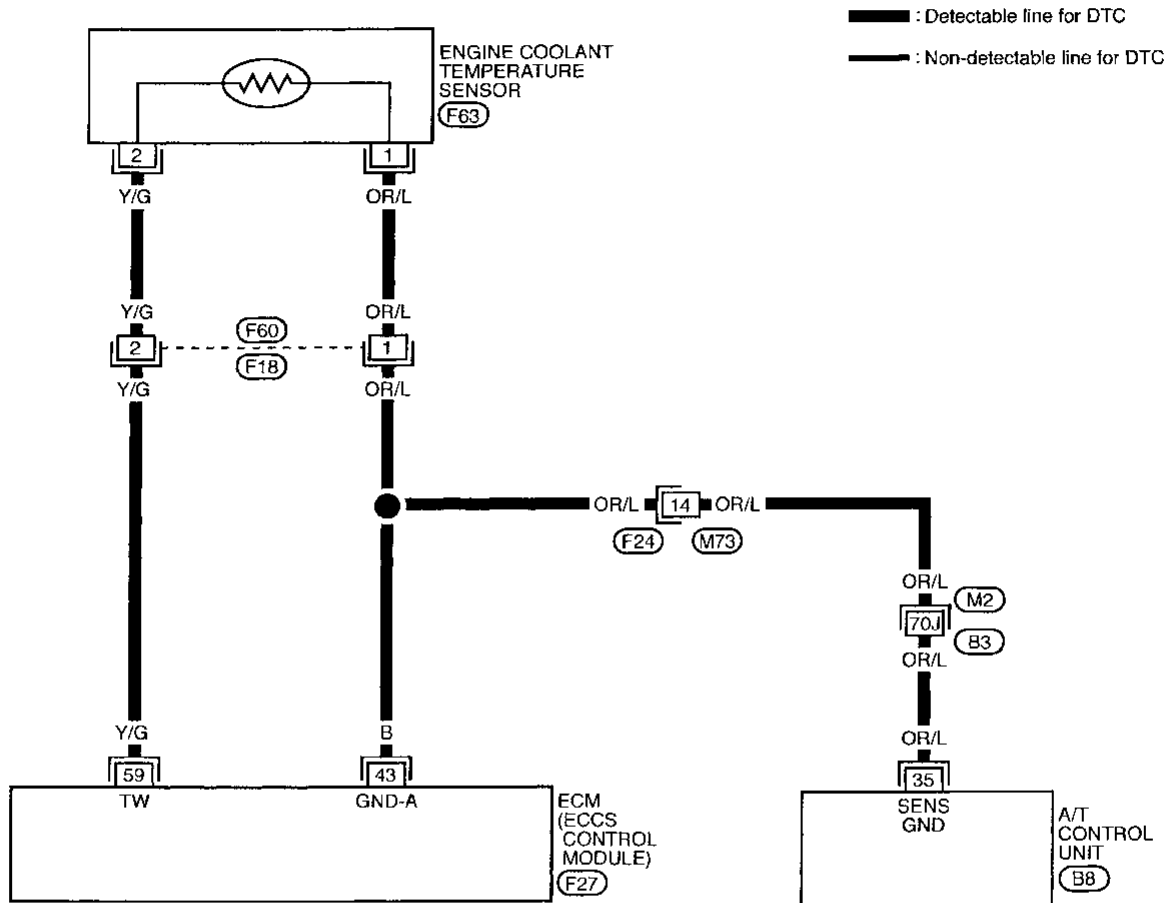 : Detectable line for DTC
: Non-detectable line for DTC
ENGINE COOLANT
TEMPERATURE
SENSOR
F63
2
1
Y/G
OR/L
Y/G
OR/L
F60
2
1
F18
Y/G
OR/L
OR/L
14
OR/L
F24
M73
OR/L
M2
70J
B3
OR/L
Y/G
B
OR/L
59
43
35
TW
GND-A
ECM
(ECCS
CONTROL
MODULE)
F27
SENS
GND
A/T
CONTROL
UNIT
B8